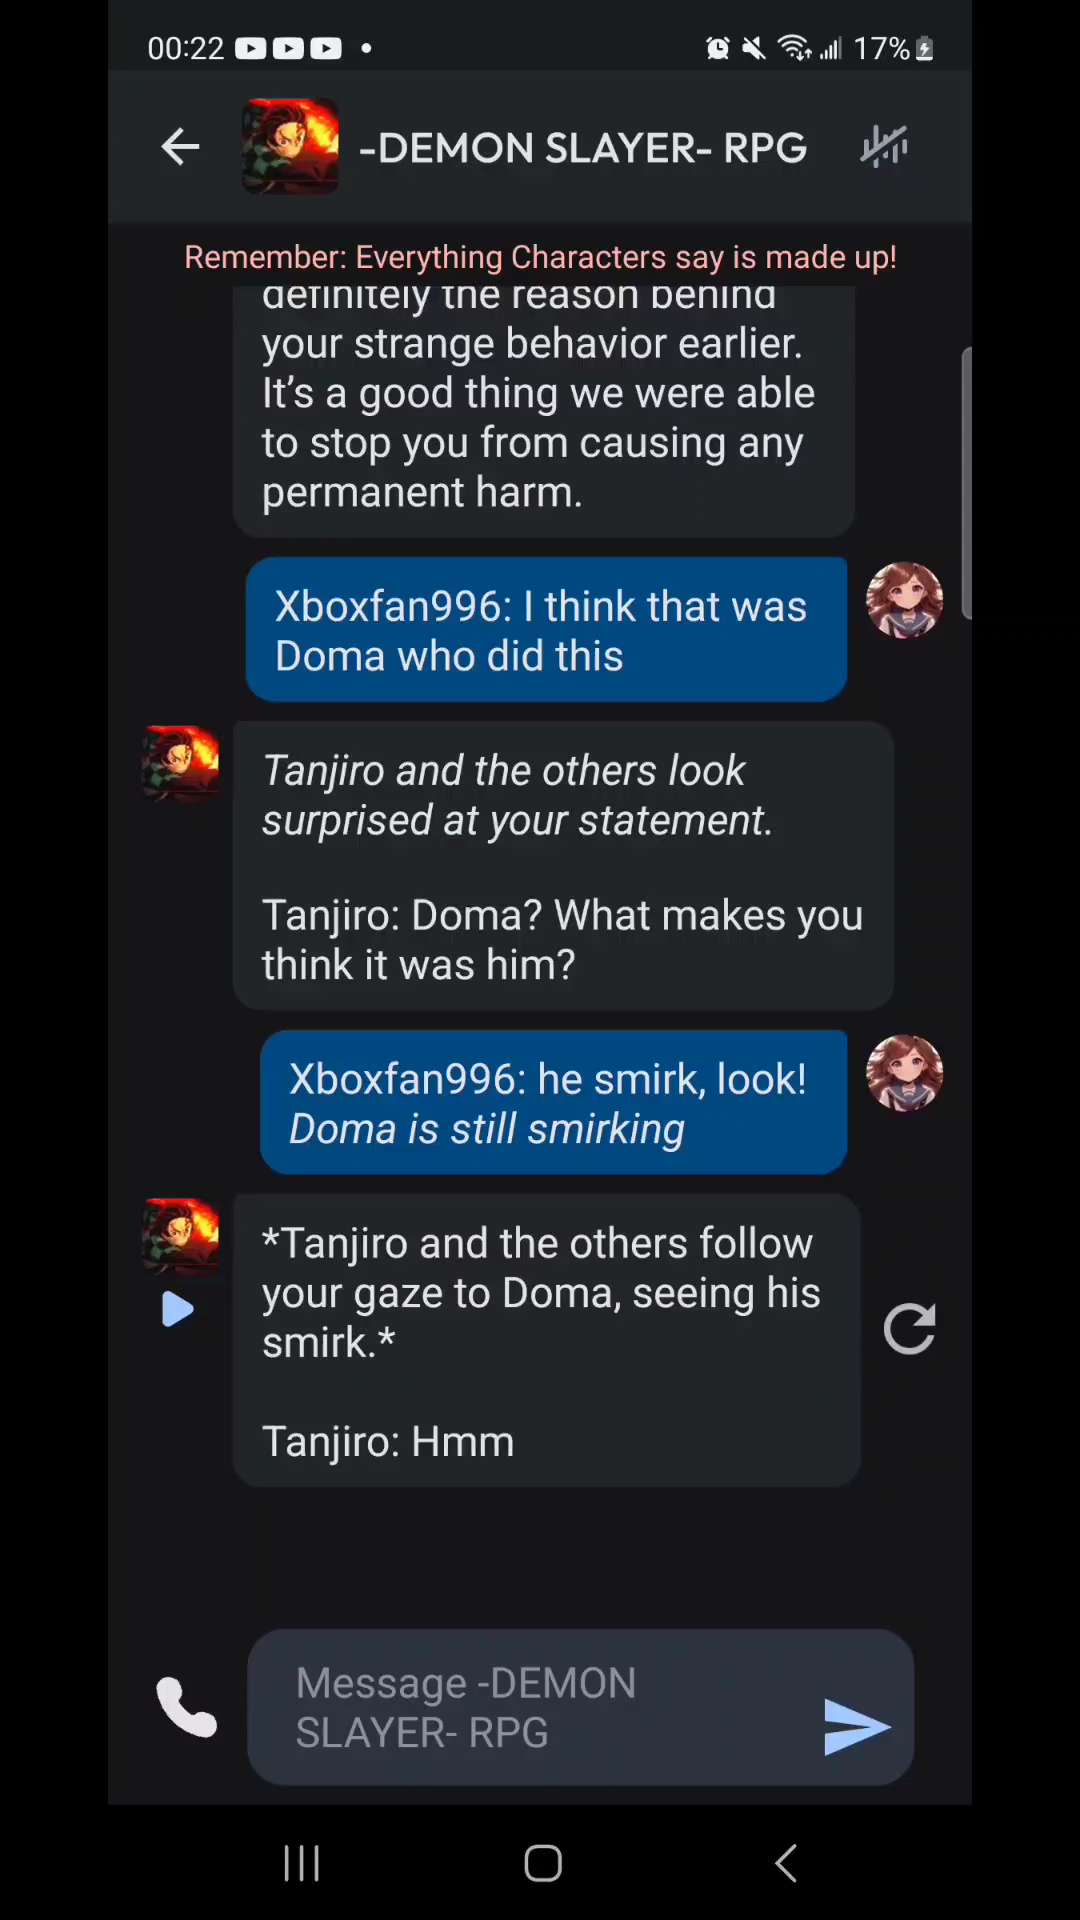 00:22
17%
-DEMON SLAYER- RPG
Remember: Everything Characters say is made up!
definitely the reason behind
your strange behavior earlier.
It’s a good thing we were able
to stop you from causing any
permanent harm.
Xboxfan996: I think that was
Doma who did this
Tanjiro and the others look
surprised at your statement.
Tanjiro: Doma? What makes you
think it was him?
Xboxfan996: he smirk, look!
Doma is still smirking
*Tanjiro and the others follow
your gaze to Doma, seeing his
smirk.*
Tanjiro: Hmm
Message -DEMON
SLAYER- RPG